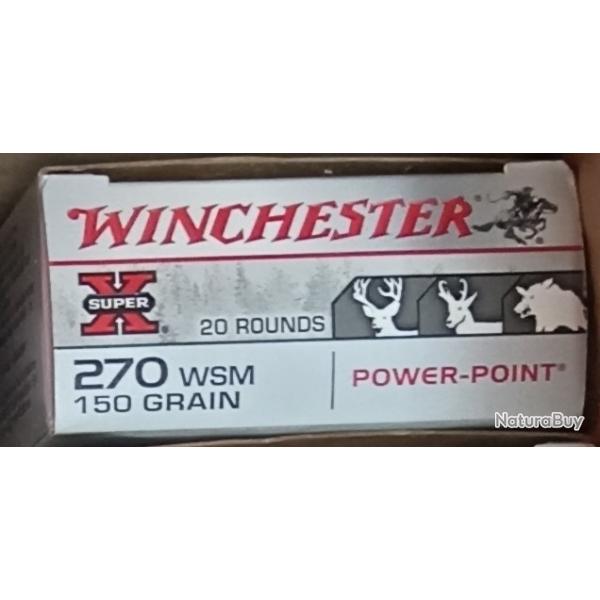 WINCHESTER®
SUPER X®
20 ROUNDS
270 WSM
150 GRAIN
POWER-POINT®
NaturaBuy